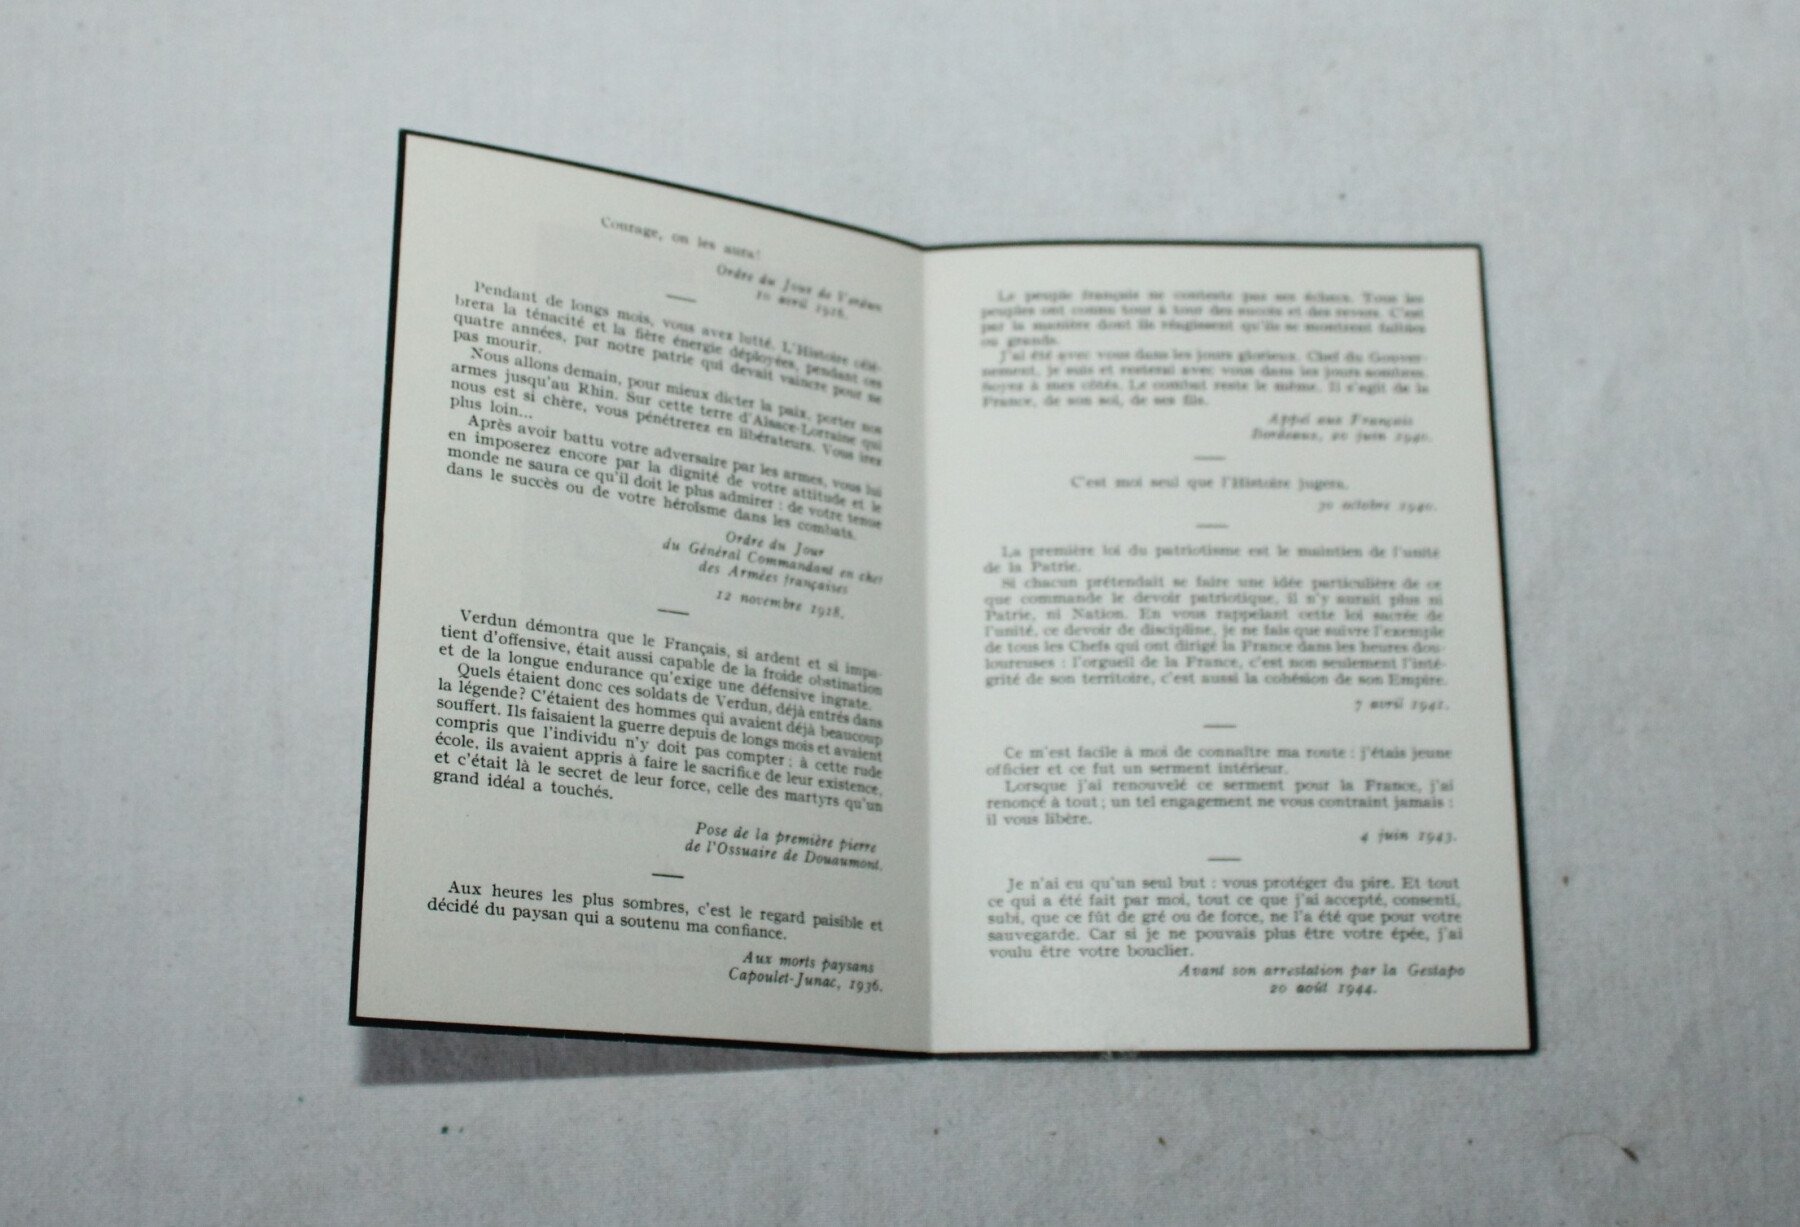 Courage, on les aura!
Ordre du Jour de Verdun
10 avril 1916.
Pendant de longs mois, vous avez lutté. L'Histoire célé-
brera la ténacité et la fière énergie déployées, pendant ces
quatre années, par notre patrie qui devait vaincre pour ne
pas mourir.
Nous allons demain, pour mieux dicter la paix, porter nos
armes jusqu'au Rhin. Sur cette terre d'Alsace-Lorraine qui
nous est si chère, vous pénétrerez en libérateurs. Vous irez
plus loin...
Après avoir battu votre adversaire par les armes, vous lui
en imposerez encore par la dignité de votre attitude et le
monde ne saura ce qu'il doit le plus admirer : de votre tenue
dans le succès ou de votre héroïsme dans les combats.
Ordre du Jour
du Général Commandant en chef
des Armées françaises
12 novembre 1918.
Verdun démontra que le Français, si ardent et si impa-
tient d'offensive, était aussi capable de la froide obstination
et de la longue endurance qu'exige une défensive ingrate.
Quels étaient donc ces soldats de Verdun, déjà entrés dans
la légende? C'étaient des hommes qui avaient déjà beaucoup
souffert. Ils faisaient la guerre depuis de longs mois et avaient
compris que l'individu n'y doit pas compter : à cette rude
école, ils avaient appris à faire le sacrifice de leur existence,
et c'était là le secret de leur force, celle des martyrs qu'un
grand idéal a touchés.
Pose de la première pierre
de l'Ossuaire de Douaumont.
Aux heures les plus sombres, c'est le regard paisible et
décidé du paysan qui a soutenu ma confiance.
Aux morts paysans
Capoulet-Junac, 1936.
Le peuple français ne conteste pas ses échecs. Tous les
peuples ont connu tour à tour des succès et des revers. C'est
par la manière dont ils réagissent qu'ils se montrent faibles
ou grands.
J'ai été avec vous dans les jours glorieux. Chef du Gouver-
nement, je suis et resterai avec vous dans les jours sombres.
Soyez à mes côtés. Le combat reste le même. Il s'agit de la
France, de son sol, de ses fils.
Appel aux Français
Bordeaux, 20 juin 1940.
C'est moi seul que l'Histoire jugera.
30 octobre 1940.
La première loi du patriotisme est le maintien de l'unité
de la Patrie.
Si chacun prétendait se faire une idée particulière de ce
que commande le devoir patriotique, il n'y aurait plus ni
Patrie, ni Nation. En vous rappelant cette loi sacrée de
l'unité, ce devoir de discipline, je ne fais que suivre l'exemple
de tous les Chefs qui ont dirigé la France dans les heures dou-
loureuses : l'orgueil de la France, c'est non seulement l'inté-
grité de son territoire, c'est aussi la cohésion de son Empire.
7 avril 1941.
Ce m'est facile à moi de connaître ma route : j'étais jeune
officier et ce fut un serment intérieur.
Lorsque j'ai renouvelé ce serment pour la France, j'ai
renoncé à tout ; un tel engagement ne vous contraint jamais :
il vous libère.
4 juin 1943.
Je n'ai eu qu'un seul but : vous protéger du pire. Et tout
ce qui a été fait par moi, tout ce que j'ai accepté, consenti,
subi, que ce fût de gré ou de force, ne l'a été que pour votre
sauvegarde. Car si je ne pouvais plus être votre épée, j'ai
voulu être votre bouclier.
Avant son arrestation par la Gestapo
20 août 1944.